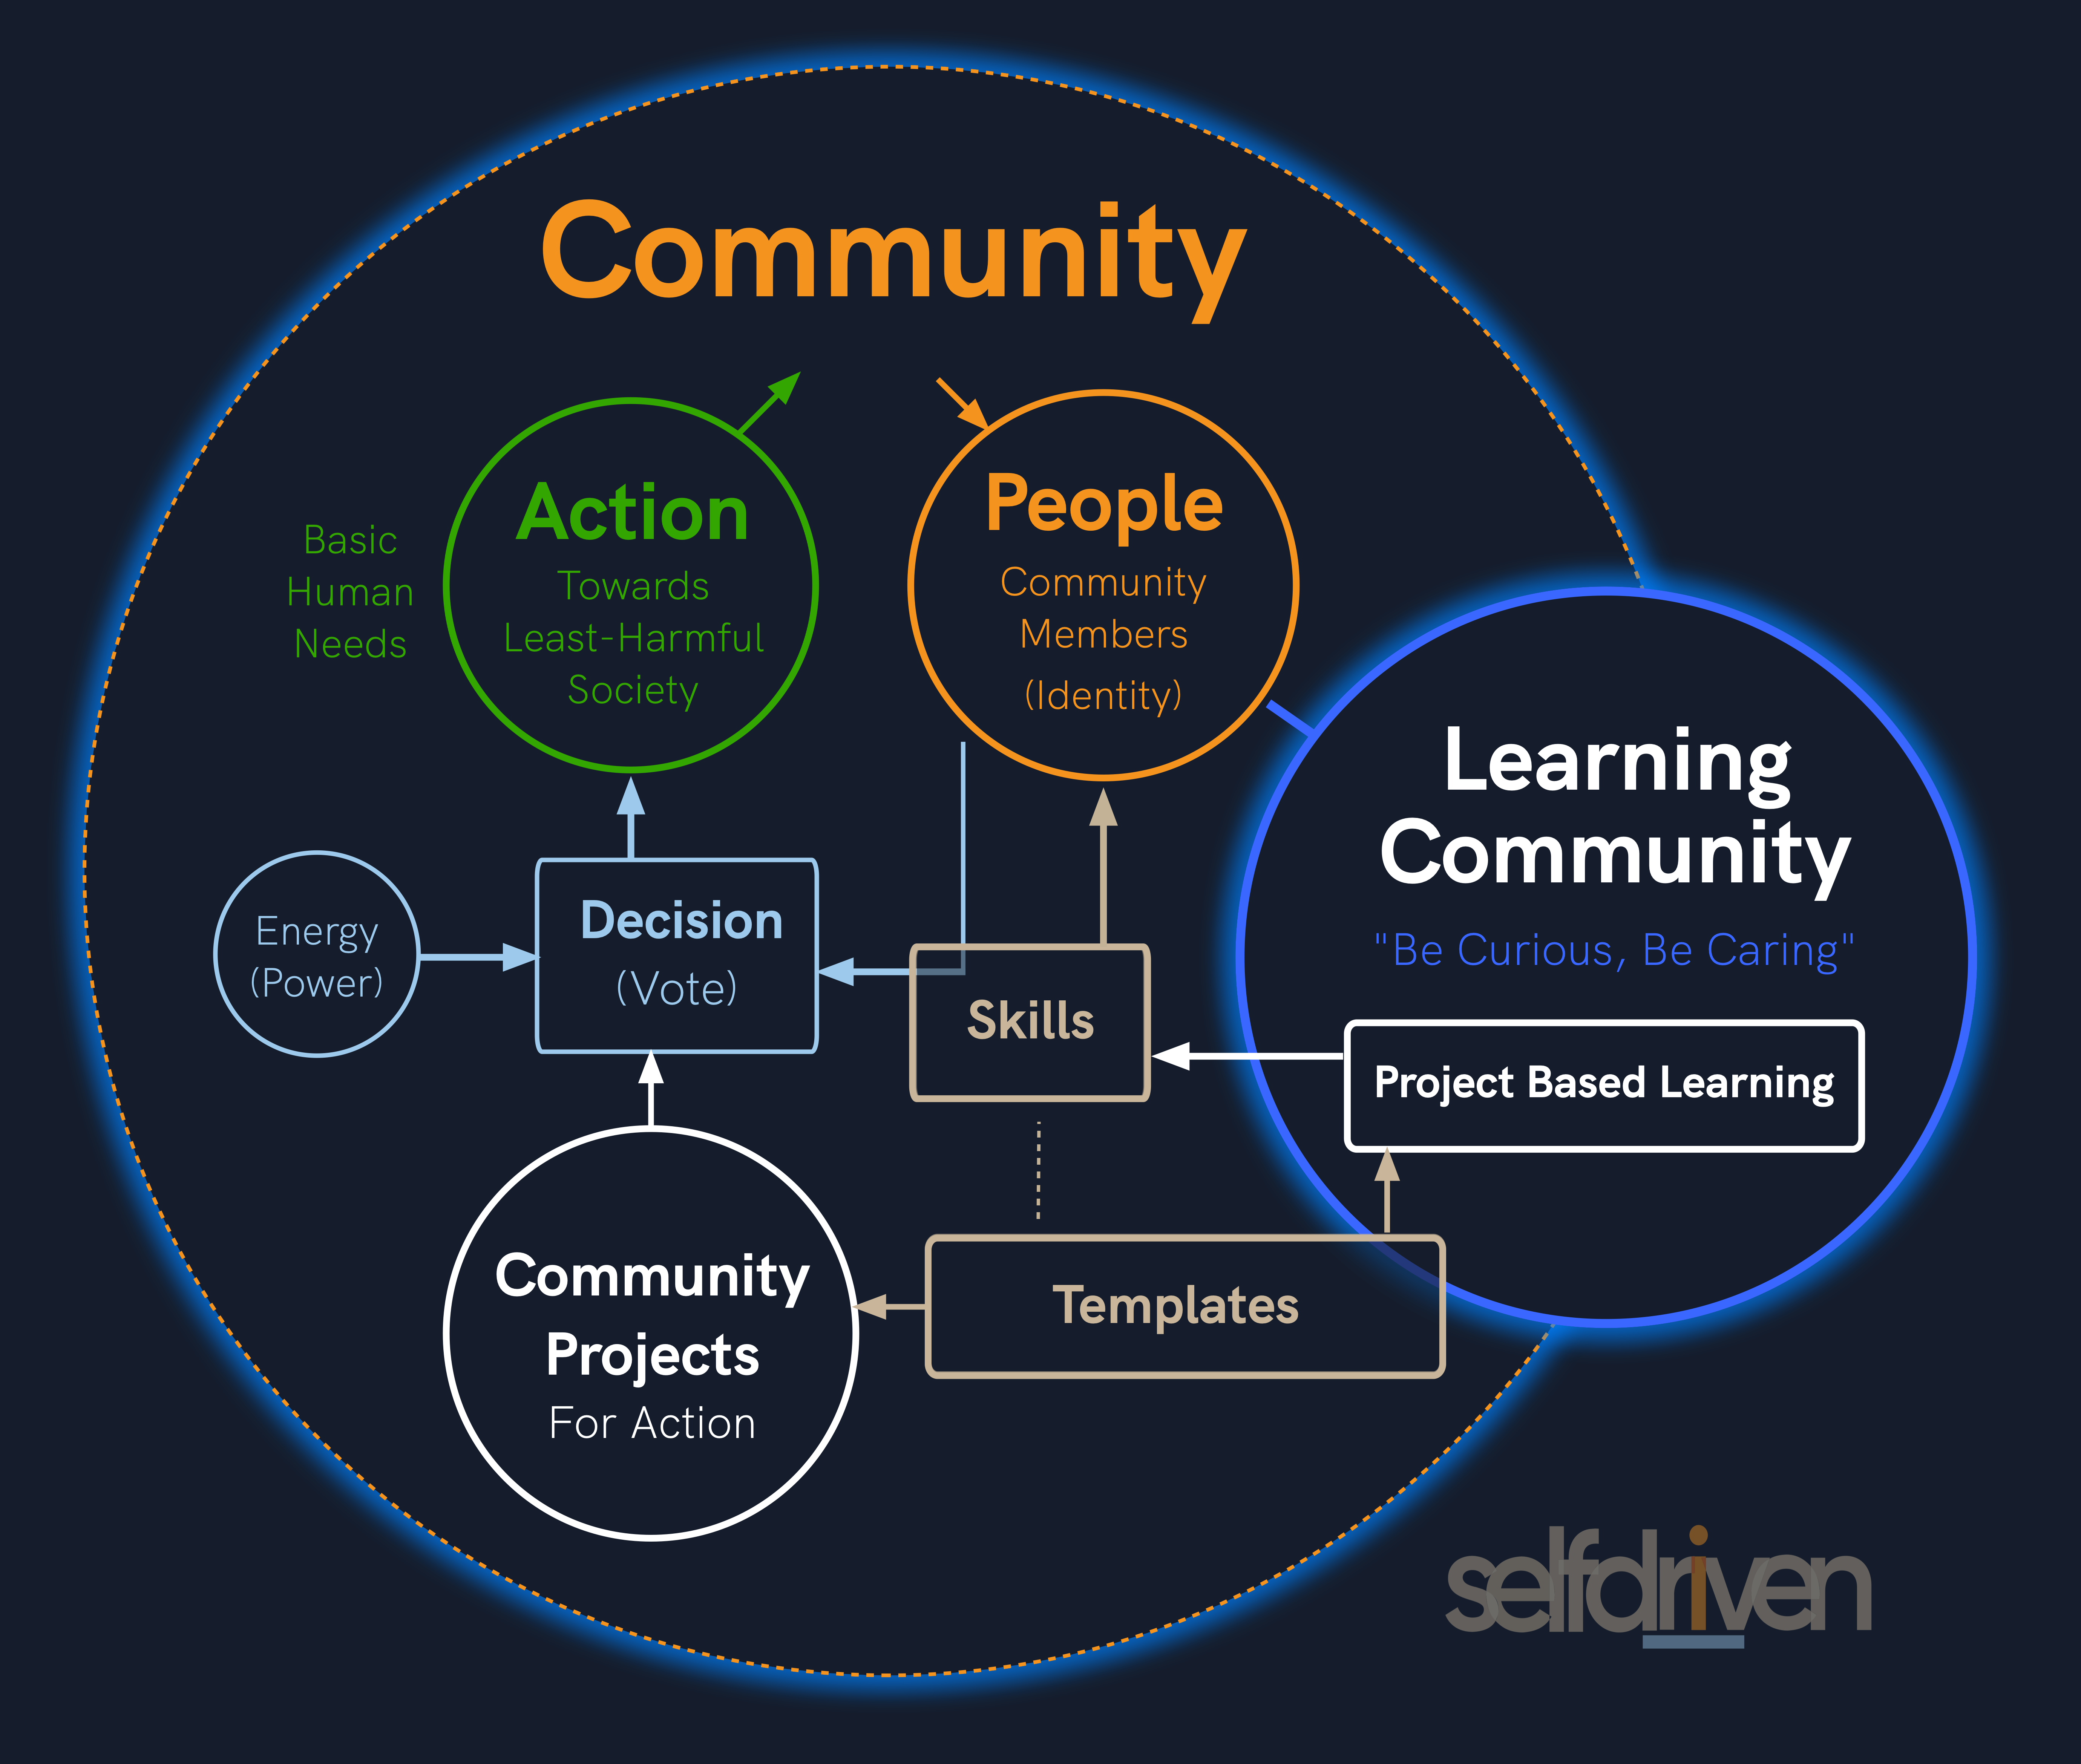 Community
Action
Towards
Least-Harmful
Society
Basic
Human
Needs
People
Community
Members
(Identity)
Learning
Community
"Be Curious, Be Caring"
Project Based Learning
Energy
(Power)
Decision
(Vote)
Skills
Templates
Community
Projects
For Action
selfdriven